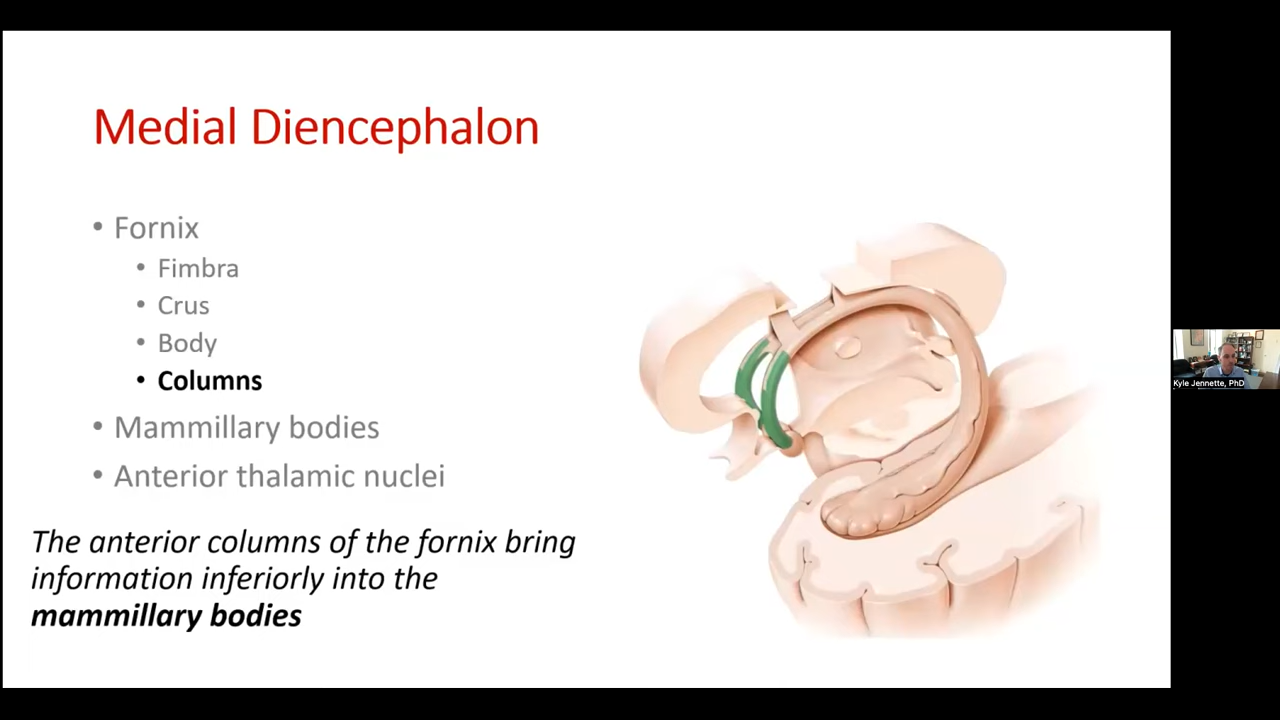 Medial Diencephalon
• Fornix
• Fimbra
• Crus
• Body
• Columns
• Mammillary bodies
• Anterior thalamic nuclei
The anterior columns of the fornix bring
information inferiorly into the
mammillary bodies
Kyle Jennette, PhD